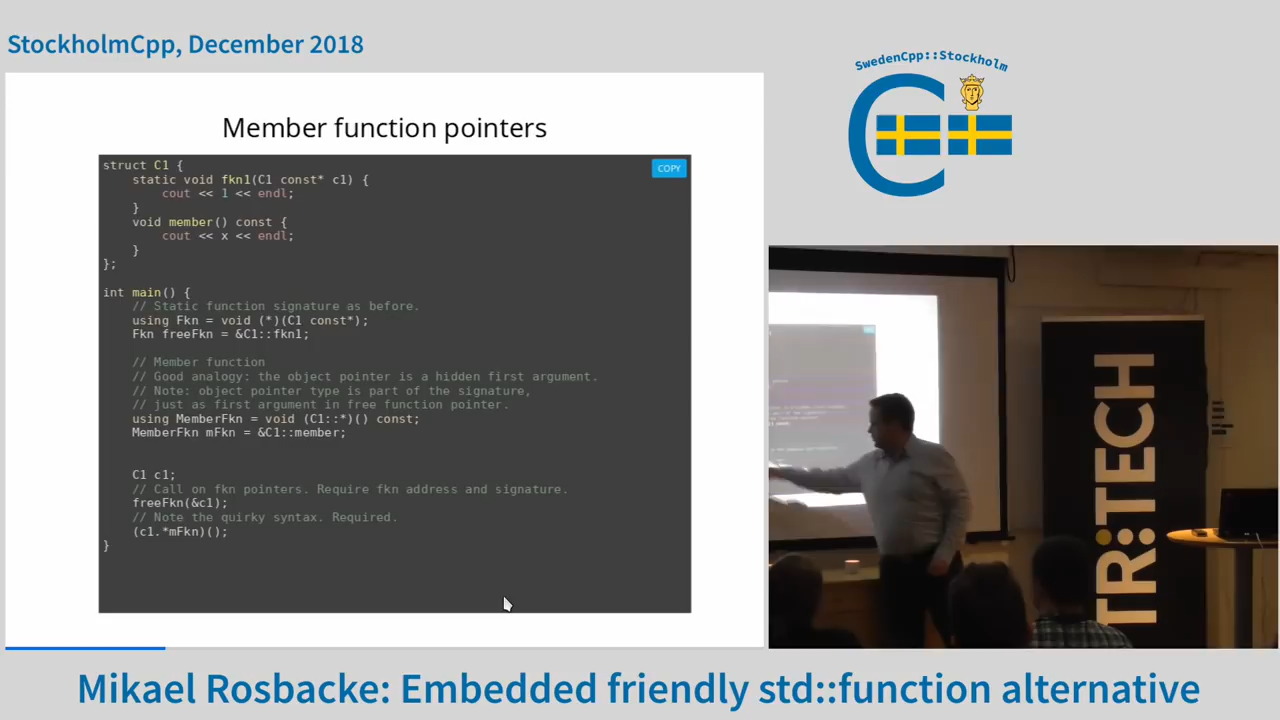 StockholmCpp, December 2018
SwedenCpp::Stockholm
Member function pointers
COPY
struct C1 {
    static void fkn1(C1 const* c1) {
        cout << 1 << endl;
    }
    void member() const {
        cout << x << endl;
    }
};
int main() {
    // Static function signature as before.
    using Fkn = void (*)(C1 const*);
    Fkn freeFkn = &C1::fkn1;
    // Member function
    // Good analogy: the object pointer is a hidden first argument.
    // Note: object pointer type is part of the signature,
    // just as first argument in free function pointer.
    using MemberFkn = void (C1::*)() const;
    MemberFkn mFkn = &C1::member;
    C1 c1;
    // Call on fkn pointers. Require fkn address and signature.
    freeFkn(&c1);
    // Note the quirky syntax. Required.
    (c1.*mFkn)();
}
TR:TECH
Mikael Rosbacke: Embedded friendly std::function alternative